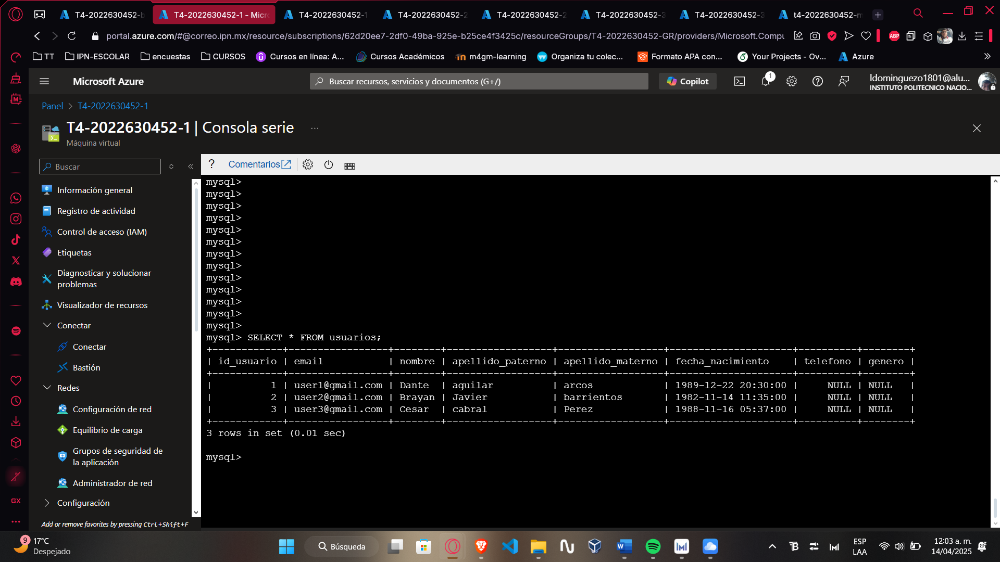 T4-2022630452-b
T4-2022630452-1 - Micro
T4-2022630452-1
T4-2022630452-2
T4-2022630452-2
T4-2022630452-3
T4-2022630452-3
t4-2022630452-m
portal.azure.com/#@correo.ipn.mx/resource/subscriptions/62d20ee7-2df0-49ba-925e-b25ce4f3425c/resourceGroups/T4-2022630452-GR/providers/Microsoft.Compu
ABP
TT
IPN-ESCOLAR
encuestas
CURSOS
Cursos en línea: A...
Cursos Académicos
m4gm-learning
Organiza tu colec...
Formato APA con...
Your Projects - Ov...
Azure
Microsoft Azure
Buscar recursos, servicios y documentos (G+/)
Copilot
1
ldominguezo1801@alu...
INSTITUTO POLITECNICO NACIO...
Panel > T4-2022630452-1
T4-2022630452-1 | Consola serie ...
Máquina virtual
Buscar
? Comentarios
Información general
Registro de actividad
Control de acceso (IAM)
Etiquetas
Diagnosticar y solucionar
problemas
Visualizador de recursos
Conectar
Conectar
Bastión
Redes
Configuración de red
Equilibrio de carga
Grupos de seguridad de
la aplicación
Administrador de red
Configuración
Add or remove favorites by pressing Ctrl+Shift+F
GX
mysql>
mysql>
mysql>
mysql>
mysql>
mysql>
mysql>
mysql>
mysql>
mysql>
mysql>
mysql>
mysql>
mysql> SELECT * FROM usuarios;
+------------+-----------------+--------+------------------+-----------------+---------------------+----------+--------+
| id_usuario | email           | nombre | apellido_paterno | apellido_materno | fecha_nacimiento    | telefono | genero |
+------------+-----------------+--------+------------------+-----------------+---------------------+----------+--------+
|          1 | user1@gmail.com | Dante  | aguilar          | arcos            | 1989-12-22 20:30:00 |     NULL | NULL   |
|          2 | user2@gmail.com | Brayan | Javier           | barrientos       | 1982-11-14 11:35:00 |     NULL | NULL   |
|          3 | user3@gmail.com | Cesar  | cabral           | Perez            | 1988-11-16 05:37:00 |     NULL | NULL   |
+------------+-----------------+--------+------------------+-----------------+---------------------+----------+--------+
3 rows in set (0.01 sec)
mysql>
9
17°C
Despejado
Búsqueda
ESP
LAA
12:03 a. m.
14/04/2025